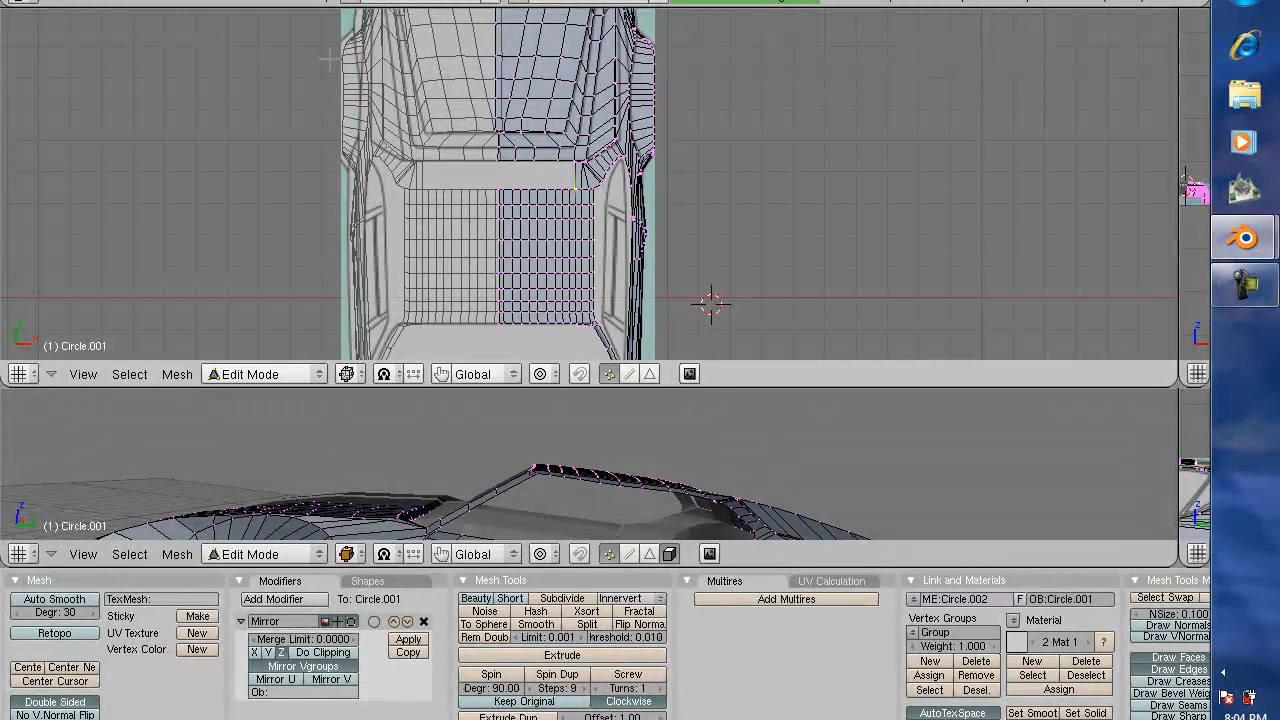 (1) Circle.001
View Select Mesh Edit Mode Global
(1) Circle.001
View Select Mesh Edit Mode Global
Mesh
Auto Smooth
Degr: 30
Retopo
Cente Center Ne
Center Cursor
Double Sided
No V.Normal Flip
TexMesh:
Sticky Make
UV Texture New
Vertex Color New
Modifiers Shapes
Add Modifier To: Circle.001
Mirror
Merge Limit: 0.0000
X Y Z Do Clipping
Mirror Vgroups
Mirror U Mirror V
Ob:
Apply
Copy
Mesh Tools
Beauty Short Subdivide Innervert
Noise Hash Xsort Fractal
To Sphere Smooth Split Flip Norma
Rem Doub Limit: 0.001 hreshold: 0.010
Extrude
Spin Spin Dup Screw
Degr: 90.00 Steps: 9 Turns: 1
Keep Original Clockwise
Extrude Dup Offset: 1.00
Multires UV Calculation
Add Multires
Link and Materials
ME:Circle.002 F OB:Circle.001
Vertex Groups
Group
Weight: 1.000
New Delete
Assign Remove
Select Desel.
AutoTexSpace
Material
2 Mat 1 ?
New Delete
Select Deselect
Assign
Set Smoot Set Solid
Mesh Tools M
Select Swap
NSize: 0.100
Draw Normals
Draw VNorma
Draw Faces
Draw Edges
Draw Creases
Draw Bevel Weig
Draw Seams
Draw Sharp
8:04 PM